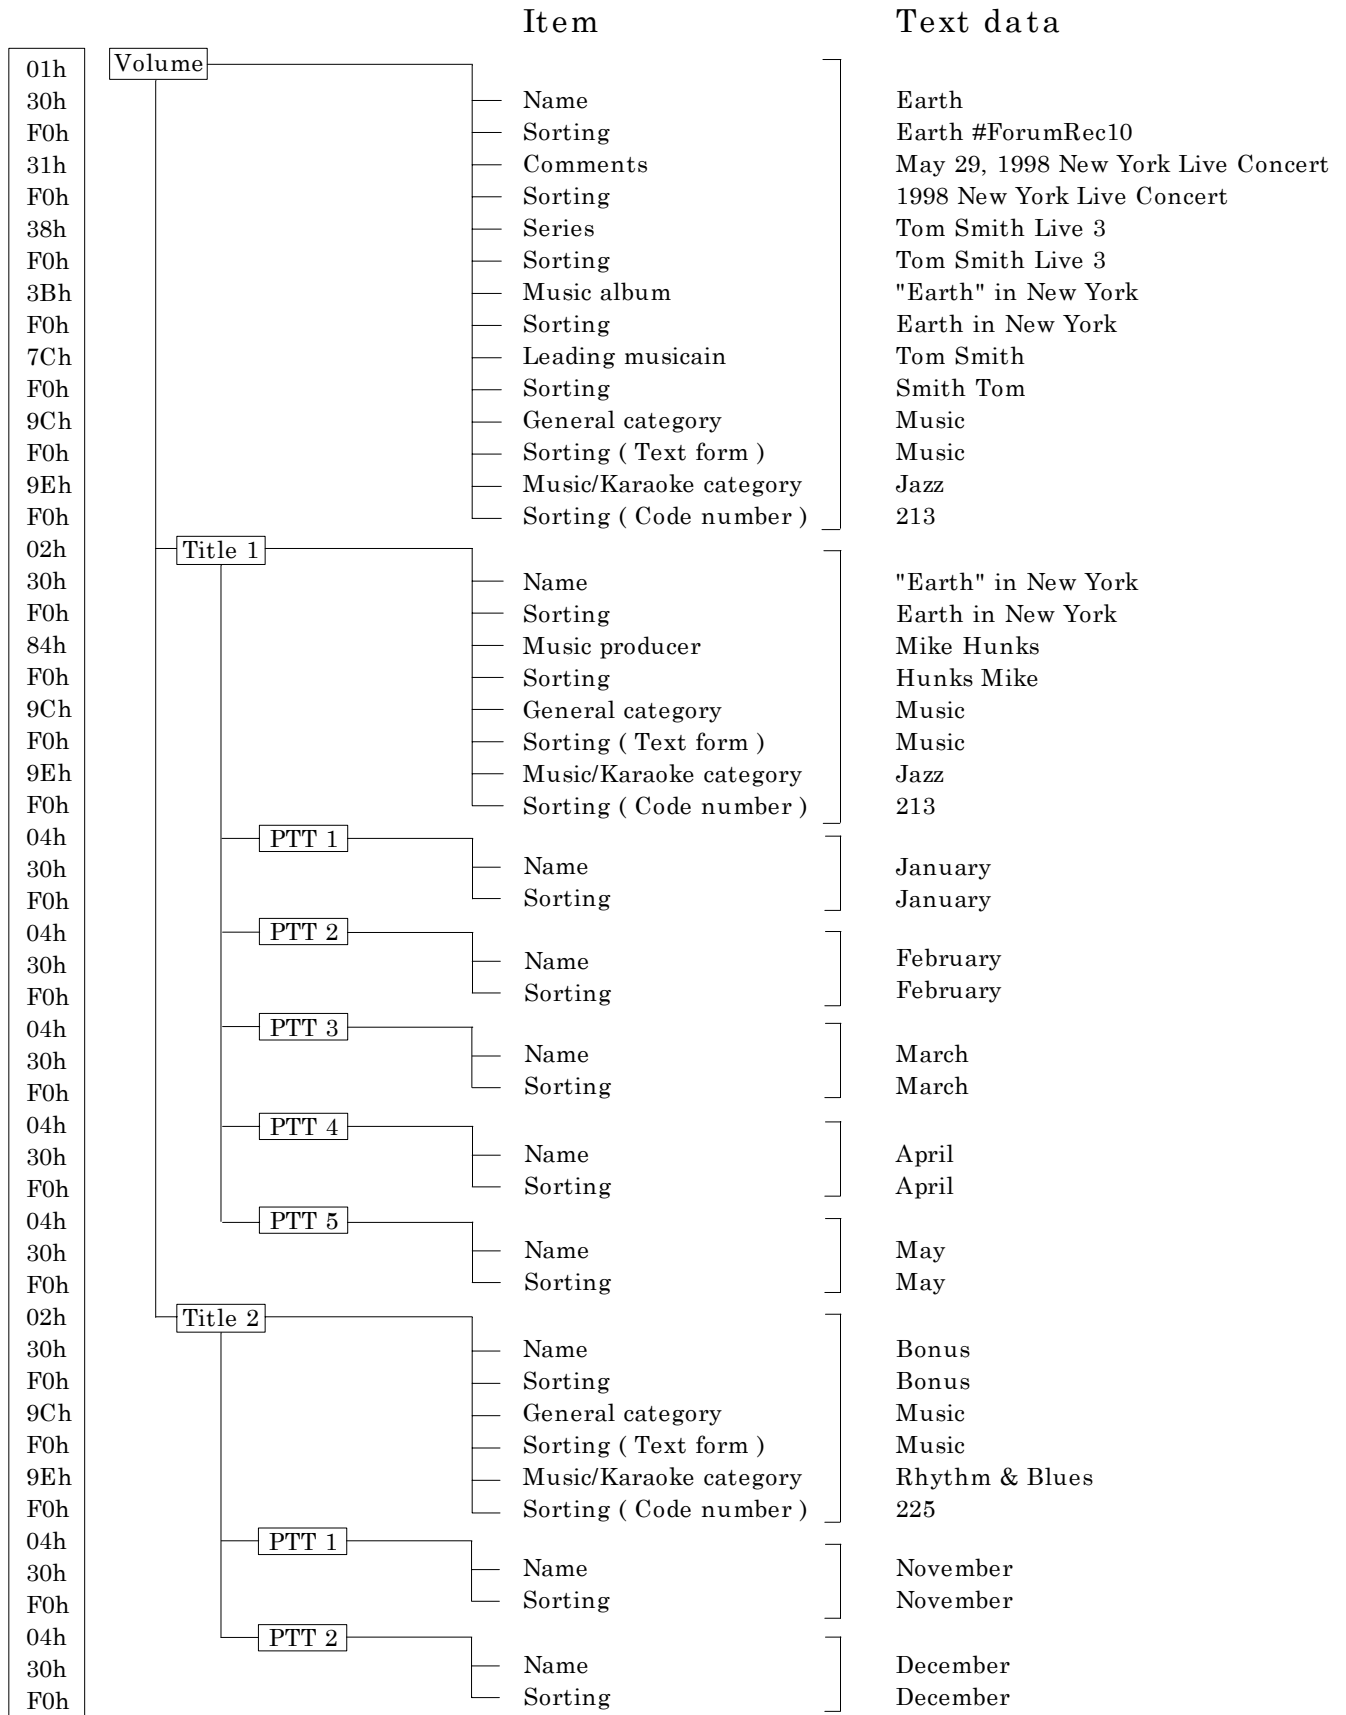 Item Text data
01h Volume
30h Name Earth
F0h Sorting Earth #ForumRec10
31h Comments May 29, 1998 New York Live Concert
F0h Sorting 1998 New York Live Concert
38h Series Tom Smith Live 3
F0h Sorting Tom Smith Live 3
3Bh Music album "Earth" in New York
F0h Sorting Earth in New York
7Ch Leading musicain Tom Smith
F0h Sorting Smith Tom
9Ch General category Music
F0h Sorting ( Text form ) Music
9Eh Music/Karaoke category Jazz
F0h Sorting ( Code number ) 213
02h Title 1
30h Name "Earth" in New York
F0h Sorting Earth in New York
84h Music producer Mike Hunks
F0h Sorting Hunks Mike
9Ch General category Music
F0h Sorting ( Text form ) Music
9Eh Music/Karaoke category Jazz
F0h Sorting ( Code number ) 213
04h PTT 1
30h Name January
F0h Sorting January
04h PTT 2
30h Name February
F0h Sorting February
04h PTT 3
30h Name March
F0h Sorting March
04h PTT 4
30h Name April
F0h Sorting April
04h PTT 5
30h Name May
F0h Sorting May
02h Title 2
30h Name Bonus
F0h Sorting Bonus
9Ch General category Music
F0h Sorting ( Text form ) Music
9Eh Music/Karaoke category Rhythm & Blues
F0h Sorting ( Code number ) 225
04h PTT 1
30h Name November
F0h Sorting November
04h PTT 2
30h Name December
F0h Sorting December